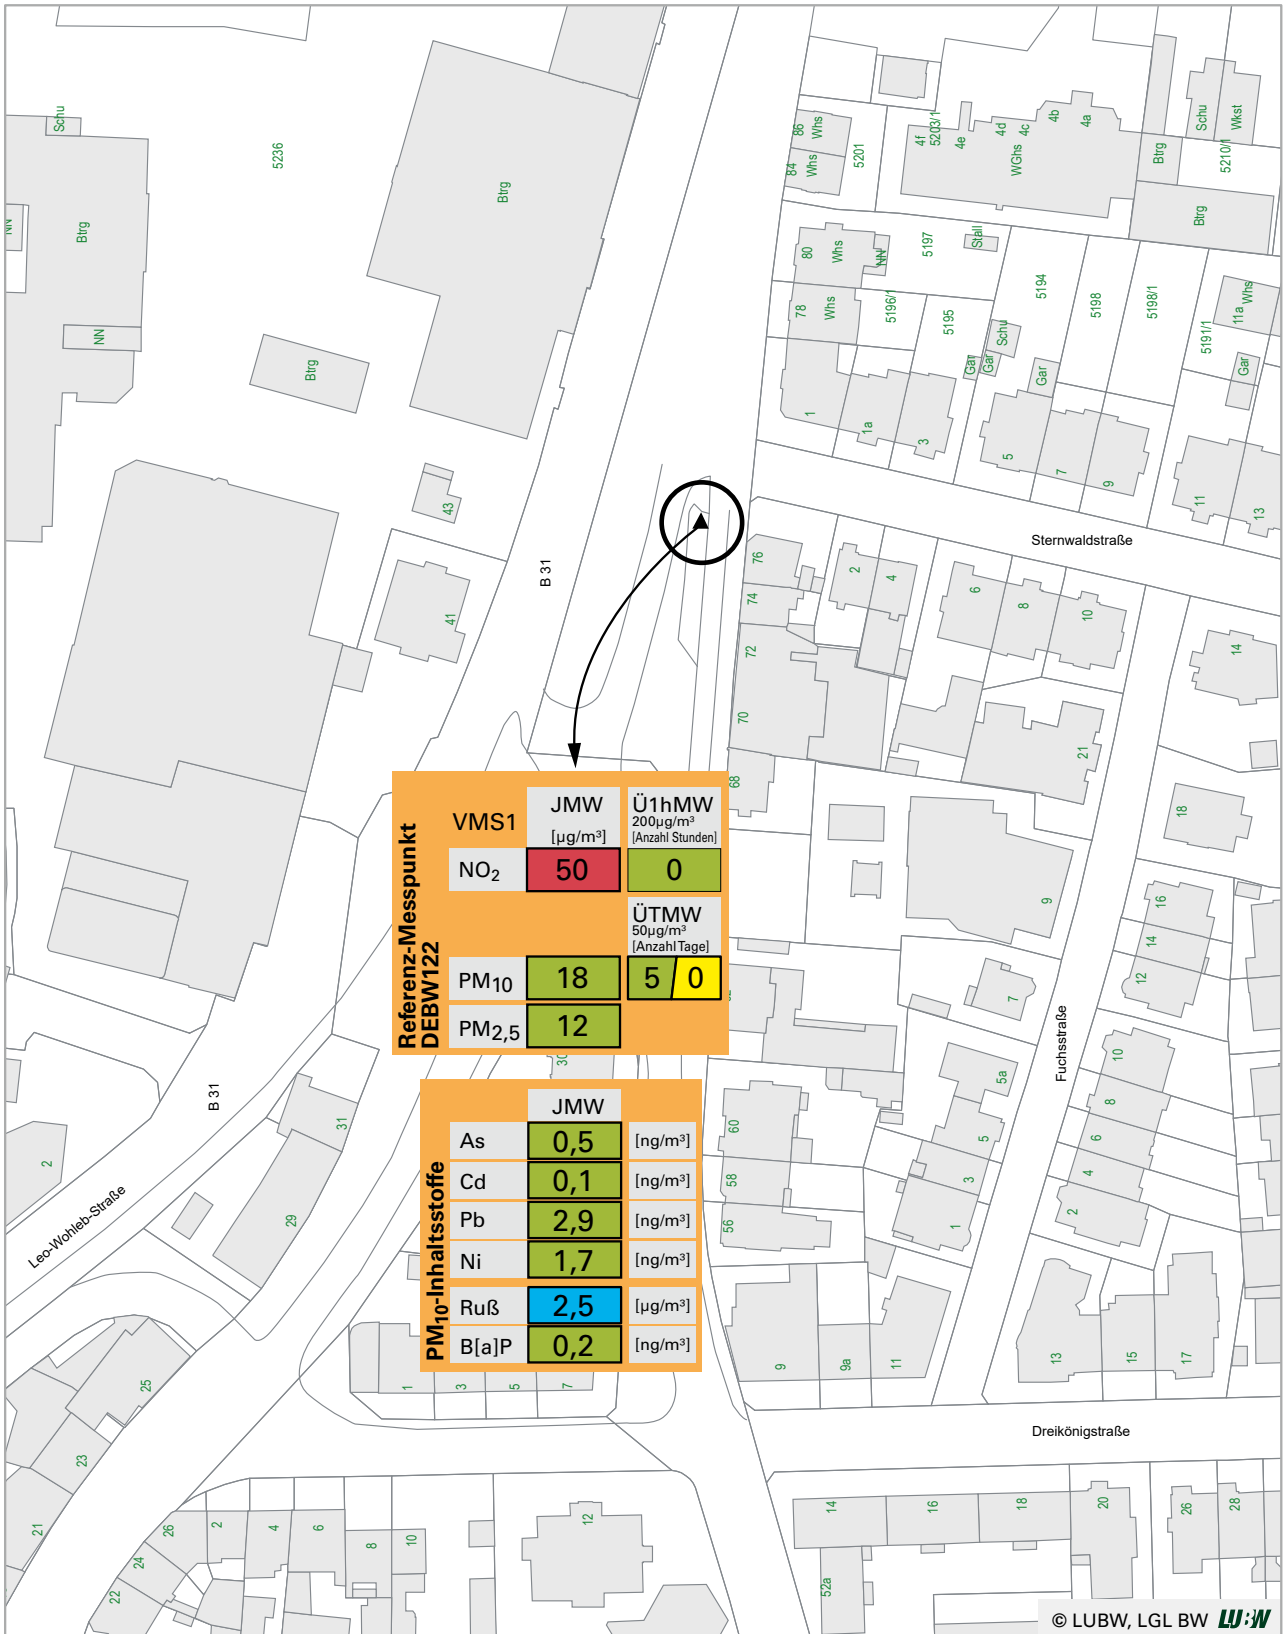 Schu
5236
Btrg
NN
Btrg
NN
Btrg
86
Whs
84
Whs
5201
4f
5203/1
4e
4d
4c
4b
4a
WGhs
Btrg
Schu
Wkst
5210/1
Btrg
80
Whs
NN
5197
Stall
78
Whs
5196/1
5195
5194
Schu
Gar
Gar
Gar
5198
5198/1
5191/1
11a
Whs
Gar
1
1a
3
5
7
9
11
13
43
41
B 31
Sternwaldstraße
76
74
72
70
68
2
4
6
8
10
14
21
18
9
16
14
12
7
Fuchsstraße
5a
5
3
1
10
8
6
4
2
Referenz-Messpunkt
DEBW122
VMS1
JMW
[µg/m³]
Ü1hMW
200µg/m³
[Anzahl Stunden]
NO₂
50
0
ÜTMW
50µg/m³
[Anzahl Tage]
PM₁₀
18
5
0
PM₂,₅
12
30
PM₁₀-Inhaltsstoffe
JMW
As
0,5
[ng/m³]
Cd
0,1
[ng/m³]
Pb
2,9
[ng/m³]
Ni
1,7
[ng/m³]
Ruß
2,5
[µg/m³]
B[a]P
0,2
[ng/m³]
B 31
2
Leo-Wohleb-Straße
31
29
60
58
56
25
23
21
1
3
5
7
9
9a
11
13
15
17
Dreikönigstraße
22
24
26
2
4
6
8
10
12
14
16
18
20
26
28
52a
© LUBW, LGL BW
LUBW